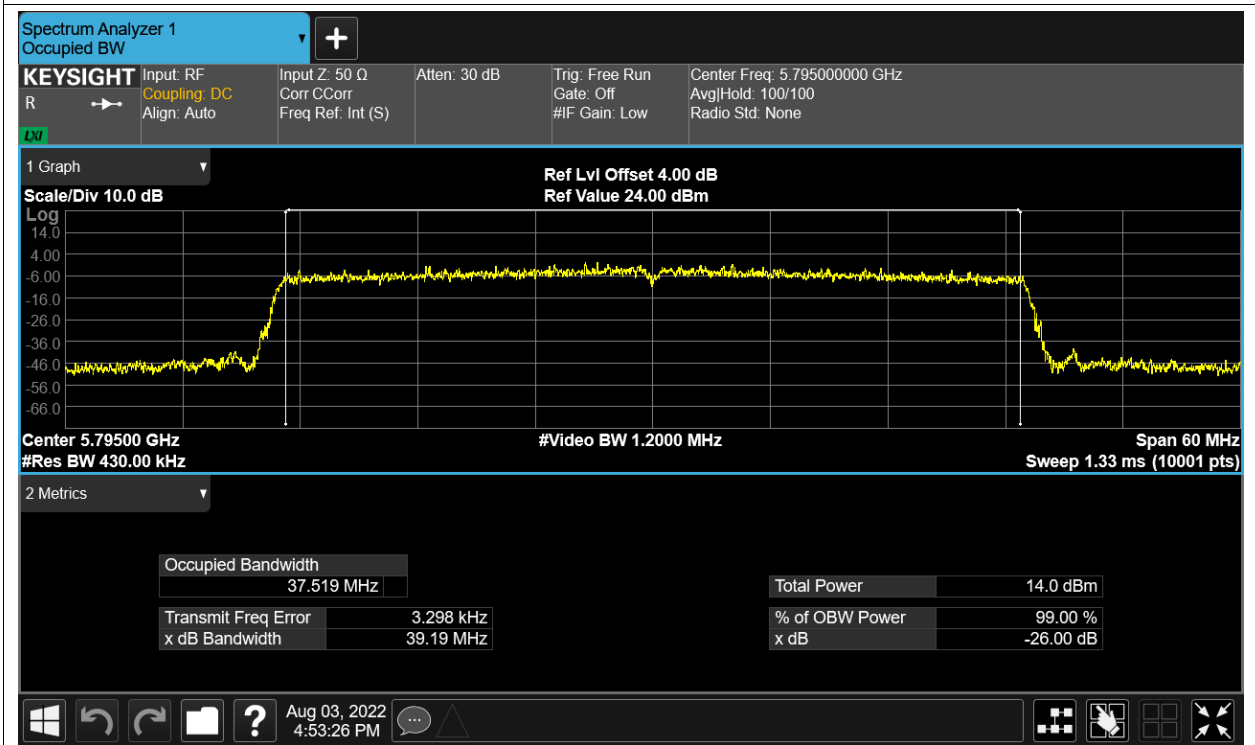 Spectrum Analyzer 1
Occupied BW
KEYSIGHT
R
LXI
Input: RF
Coupling: DC
Align: Auto
Input Z: 50 Ω
Corr CCorr
Freq Ref: Int (S)
Atten: 30 dB
Trig: Free Run
Gate: Off
#IF Gain: Low
Center Freq: 5.795000000 GHz
Avg|Hold: 100/100
Radio Std: None
1 Graph
Scale/Div 10.0 dB
Ref Lvl Offset 4.00 dB
Ref Value 24.00 dBm
Log
14.0
4.00
-6.00
-16.0
-26.0
-36.0
-46.0
-56.0
-66.0
Center 5.79500 GHz
#Res BW 430.00 kHz
#Video BW 1.2000 MHz
Span 60 MHz
Sweep 1.33 ms (10001 pts)
2 Metrics
Occupied Bandwidth
37.519 MHz
Transmit Freq Error 3.298 kHz
x dB Bandwidth 39.19 MHz
Total Power 14.0 dBm
% of OBW Power 99.00 %
x dB -26.00 dB
?
Aug 03, 2022
4:53:26 PM